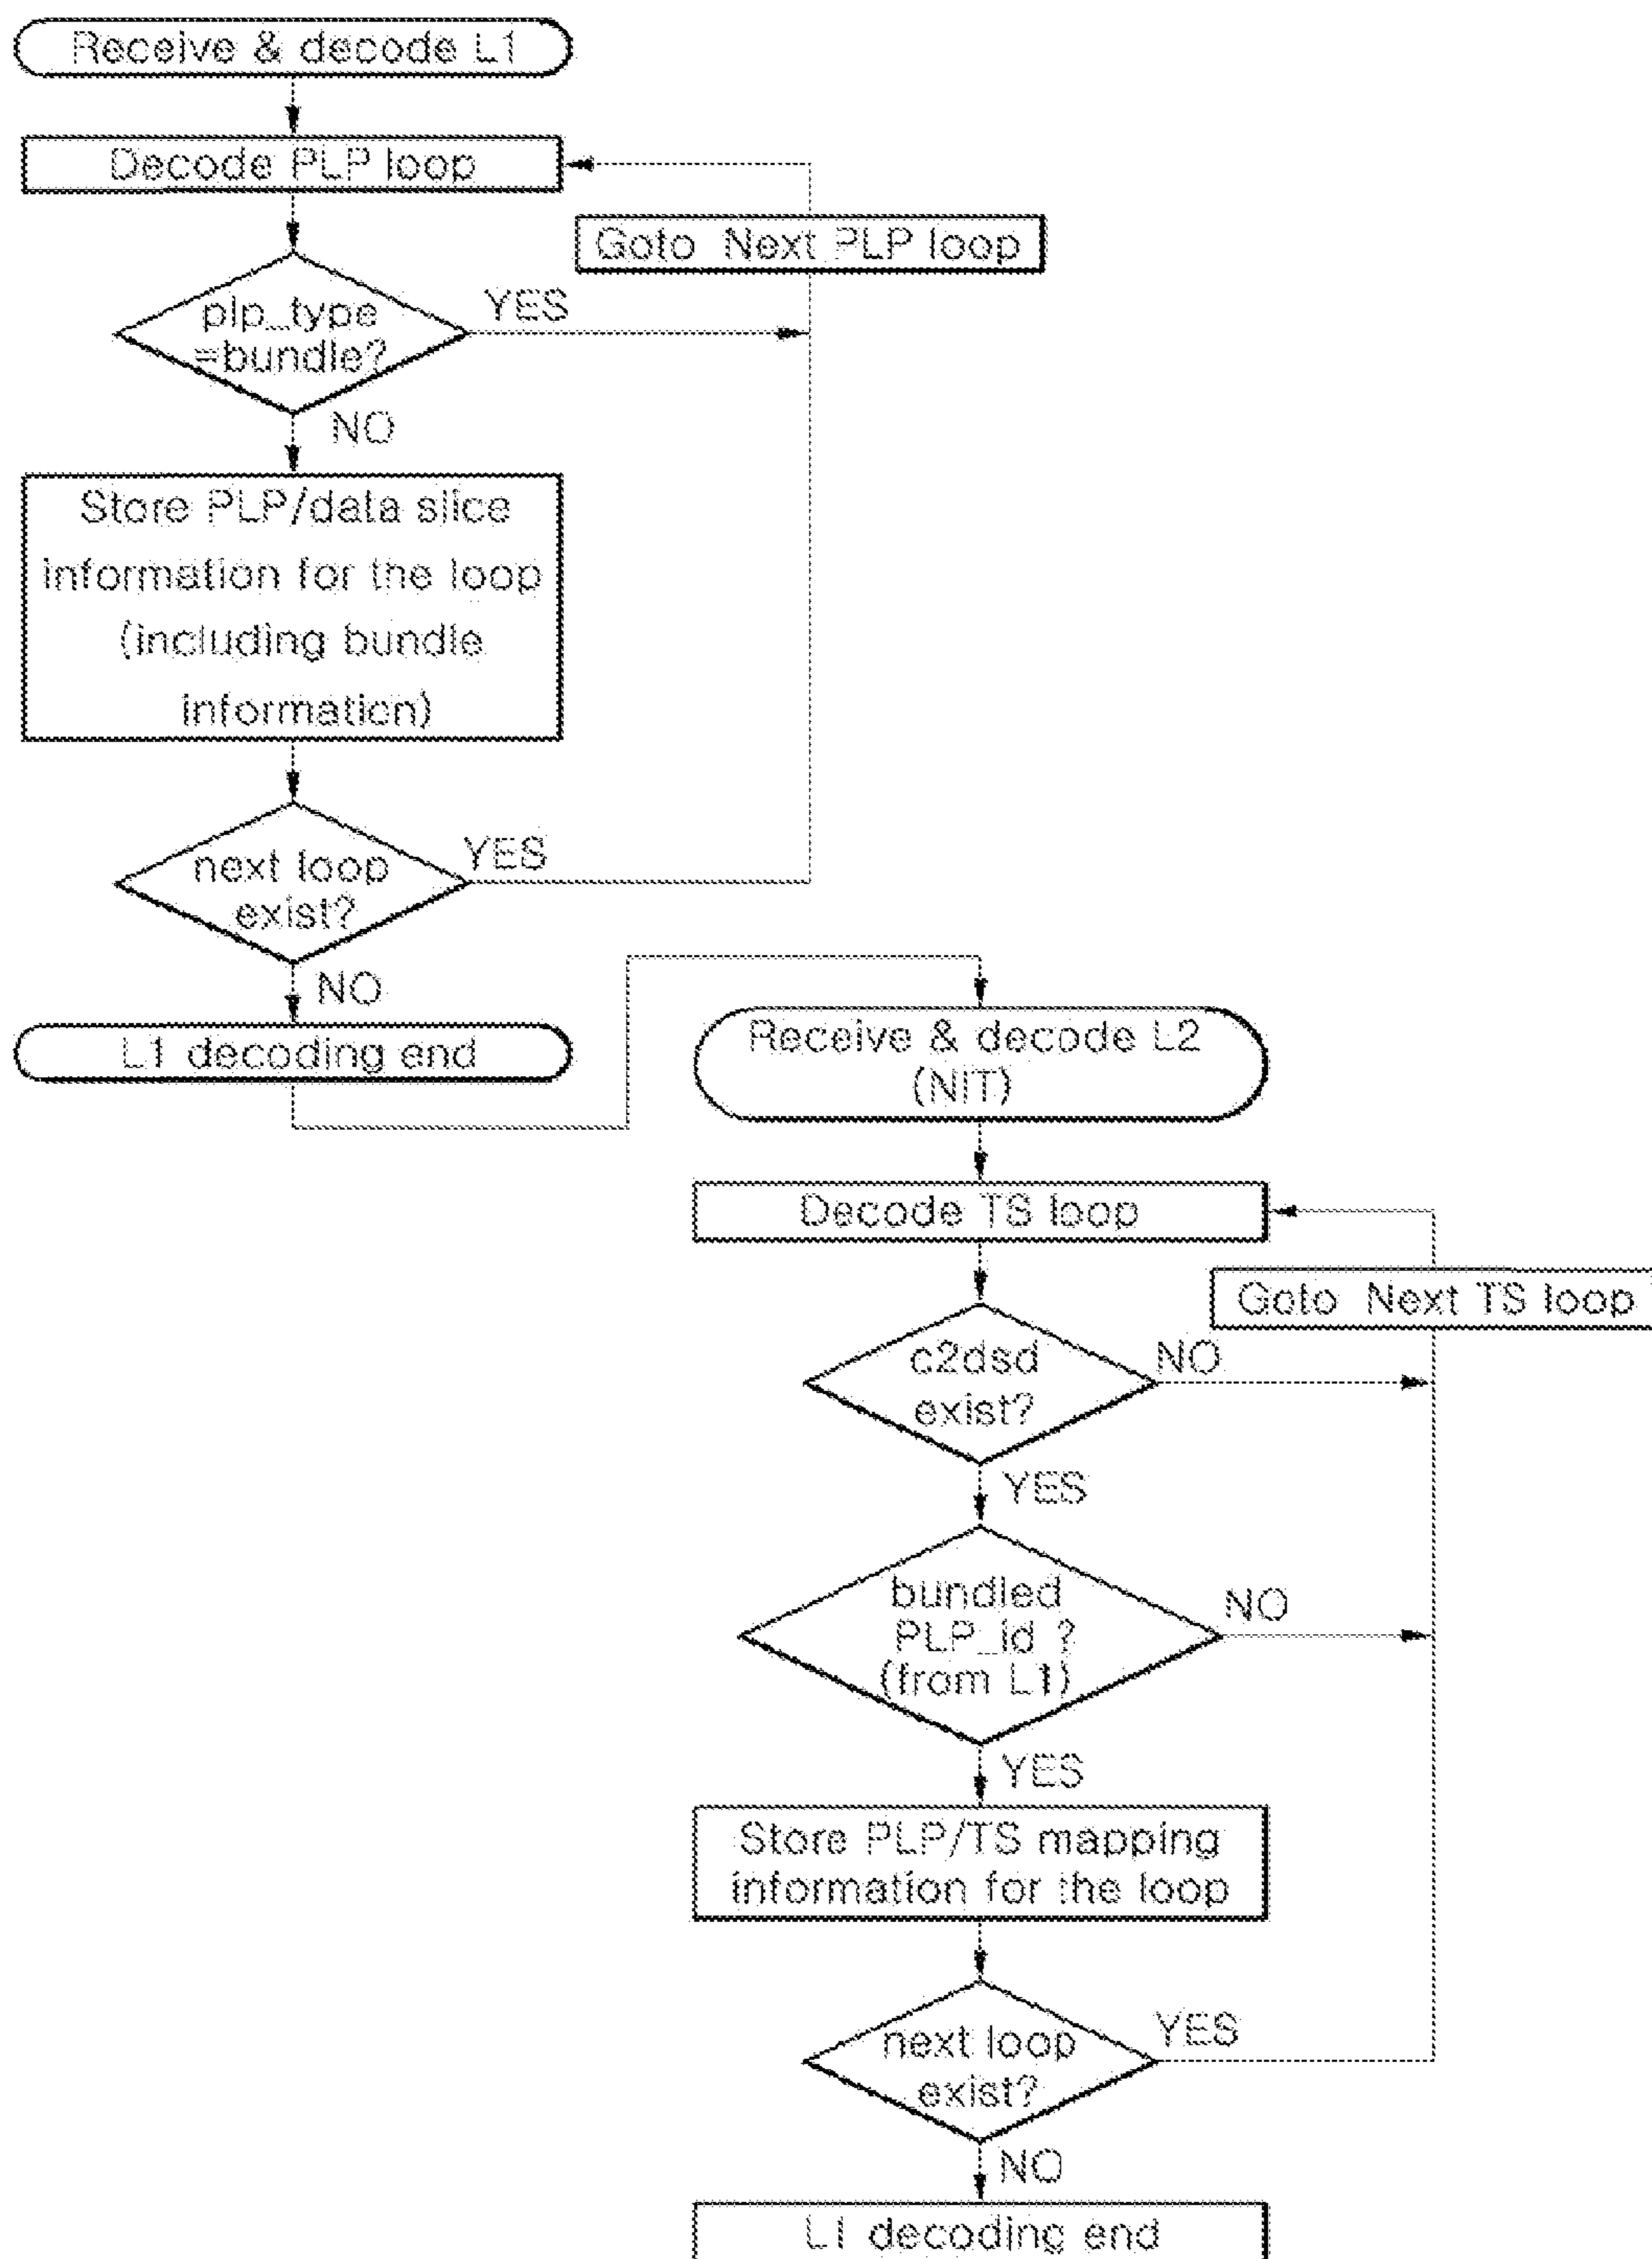 Receive & decode L1
Decode PLP loop
Goto Next PLP loop
plp_type
=bundle?
YES
NO
Store PLP/data slice
information for the loop
(including bundle
information)
next loop
exist?
YES
NO
L1 decoding end
Receive & decode L2
(NIT)
Decode TS loop
Goto Next TS loop
c2dsd
exist?
NO
YES
bundled
PLP_id ?
(from L1)
NO
YES
Store PLP/TS mapping
information for the loop
next loop
exist?
YES
NO
L1 decoding end